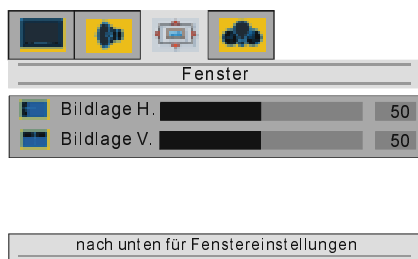 Fenster
Bildlage H. 50
Bildlage V. 50
nach unten für Fenstereinstellungen